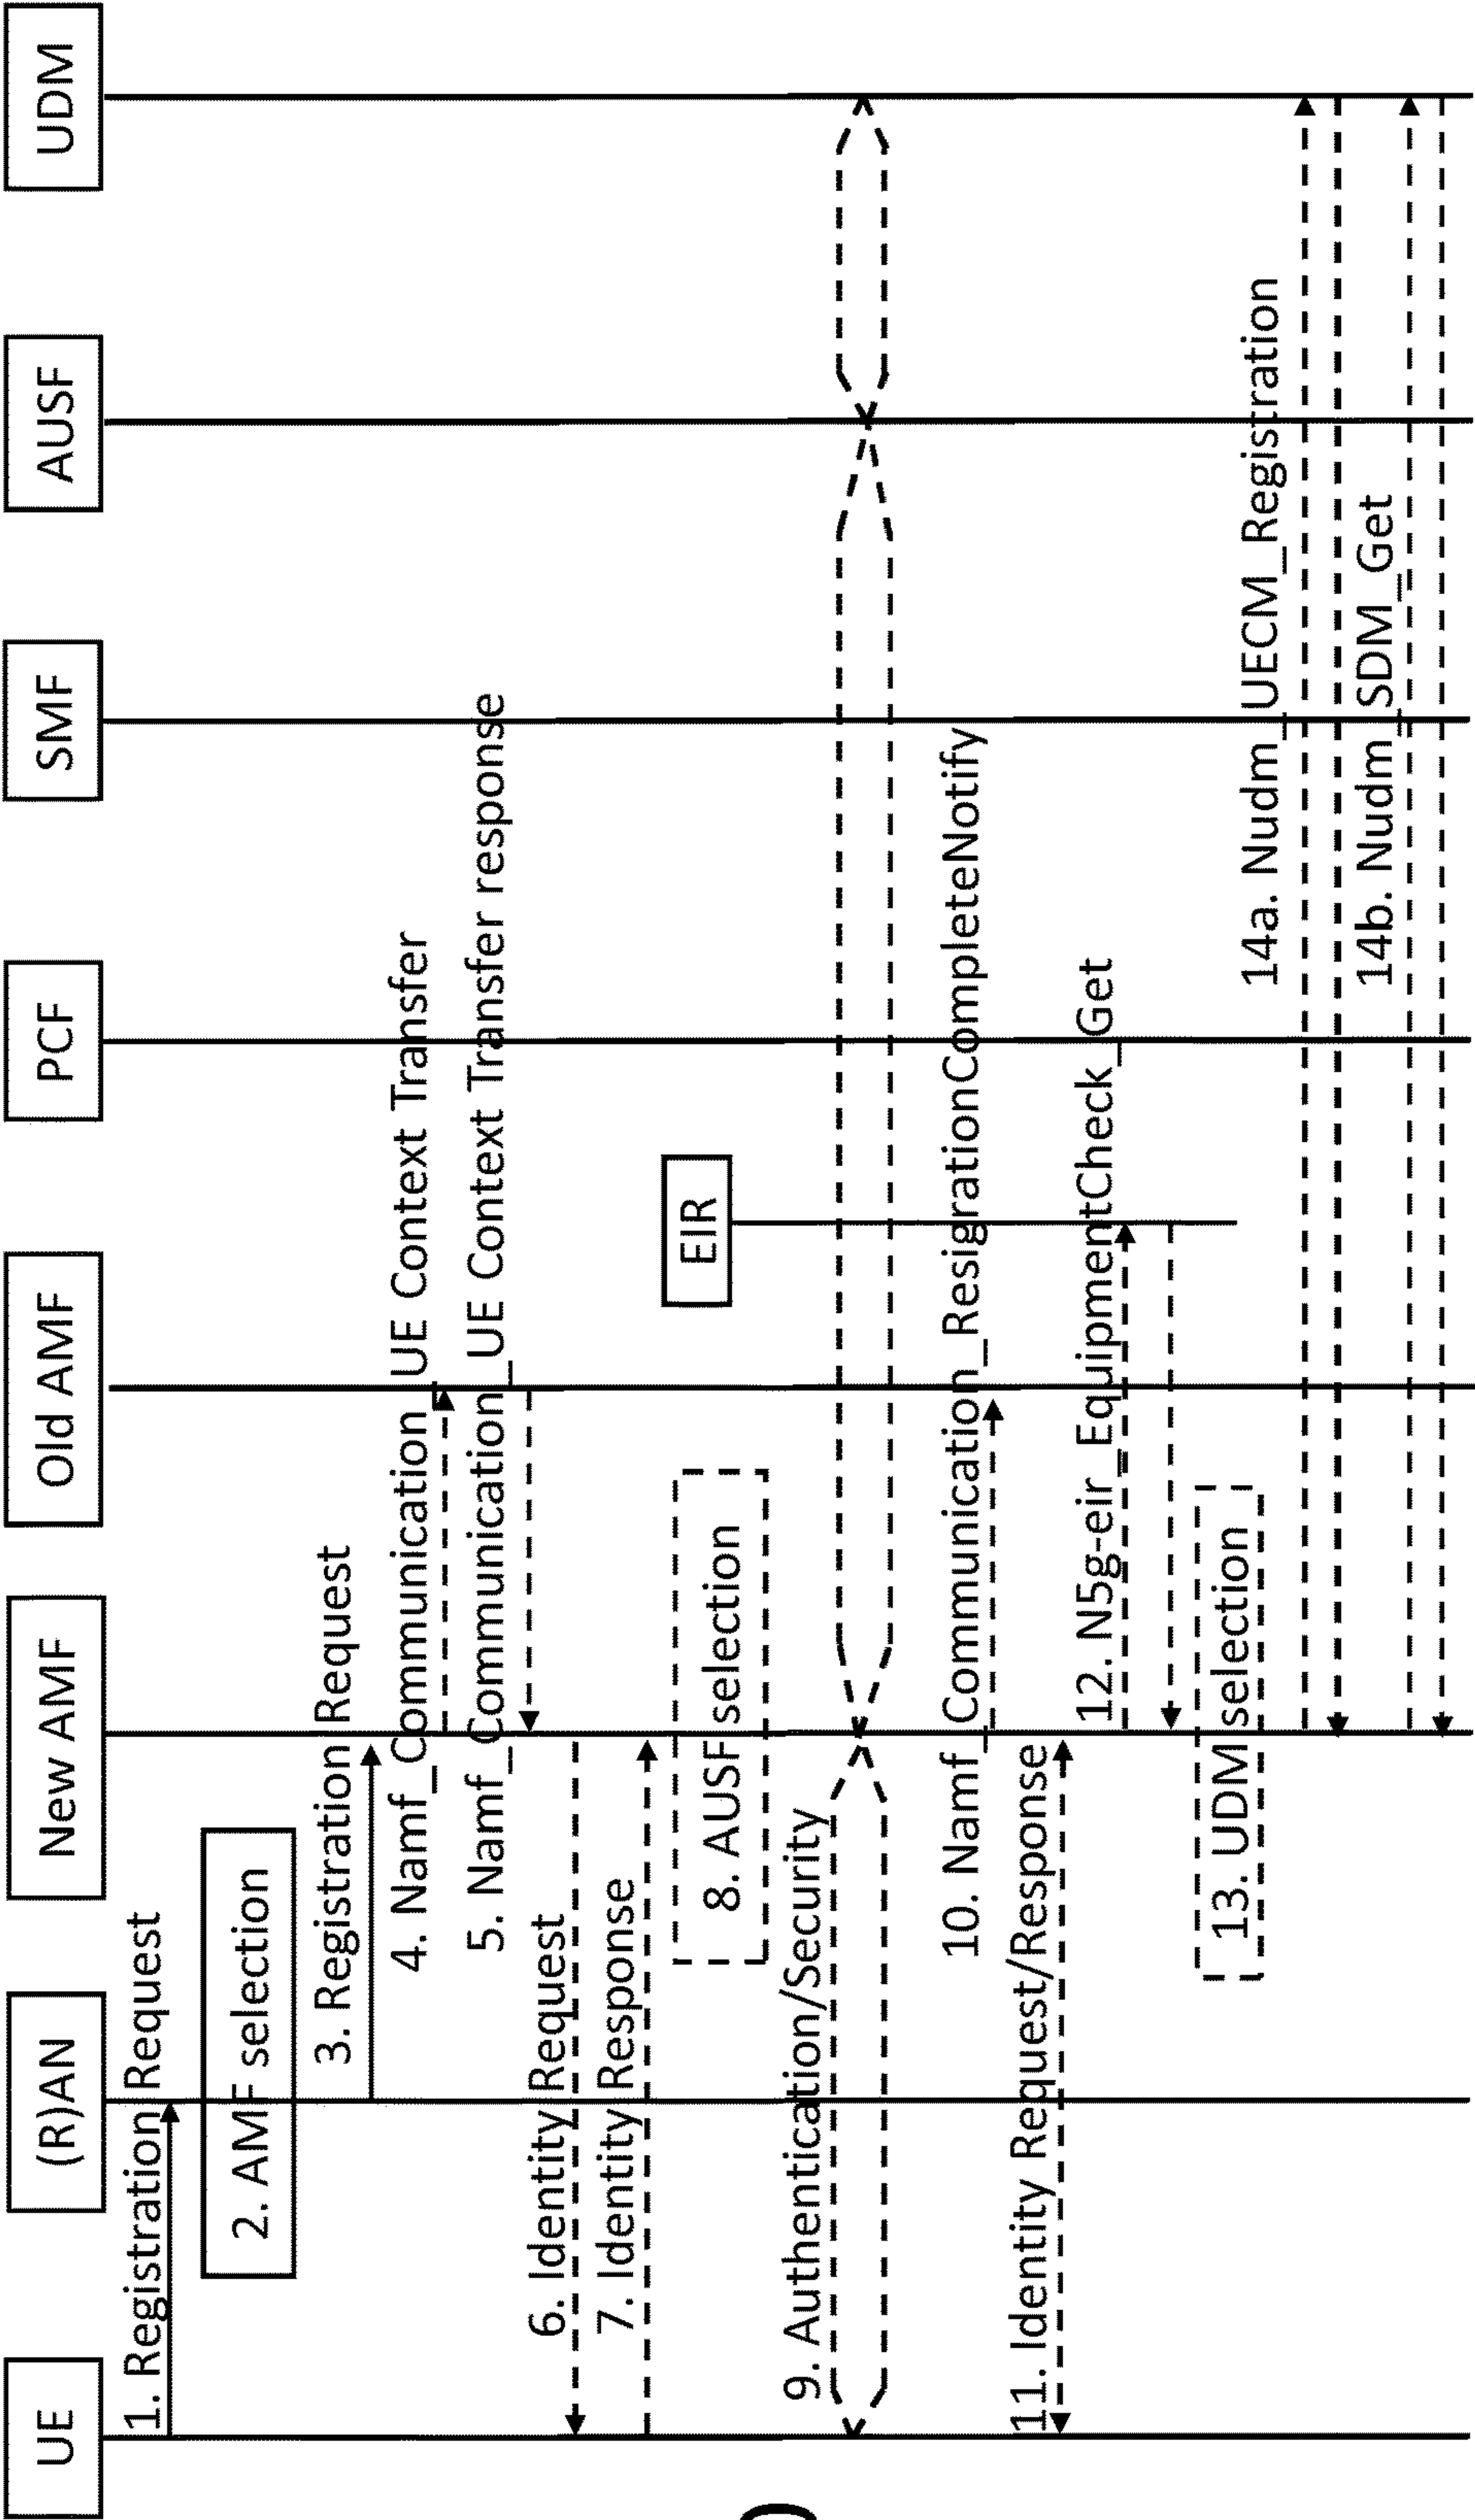 UE
(R)AN
New AMF
Old AMF
PCF
SMF
AUSF
UDM
1. Registration Request
2. AMF selection
3. Registration Request
4. Namf_Communication_UE Context Transfer
5. Namf_Communication_UE Context Transfer response
6. Identity Request
7. Identity Response
EIR
8. AUSF selection
9. Authentication/Security
10. Namf_Communication_ResigrationCompleteNotify
11. Identity Request/Response
12. N5g-eir_EquipmentCheck_Get
13. UDM selection
14a. Nudm_UECM_Registration
14b. Nudm_SDM_Get